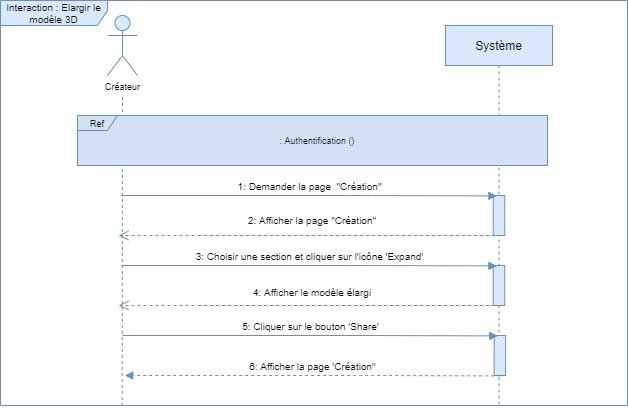 Interaction : Elargir le
modèle 3D
Système
Créateur
Ref
: Authentification ()
1: Demander la page "Création"
2: Afficher la page "Création"
3: Choisir une section et cliquer sur l'icône 'Expand'
4: Afficher le modèle élargi
5: Cliquer sur le bouton 'Share'
6: Afficher la page 'Création"